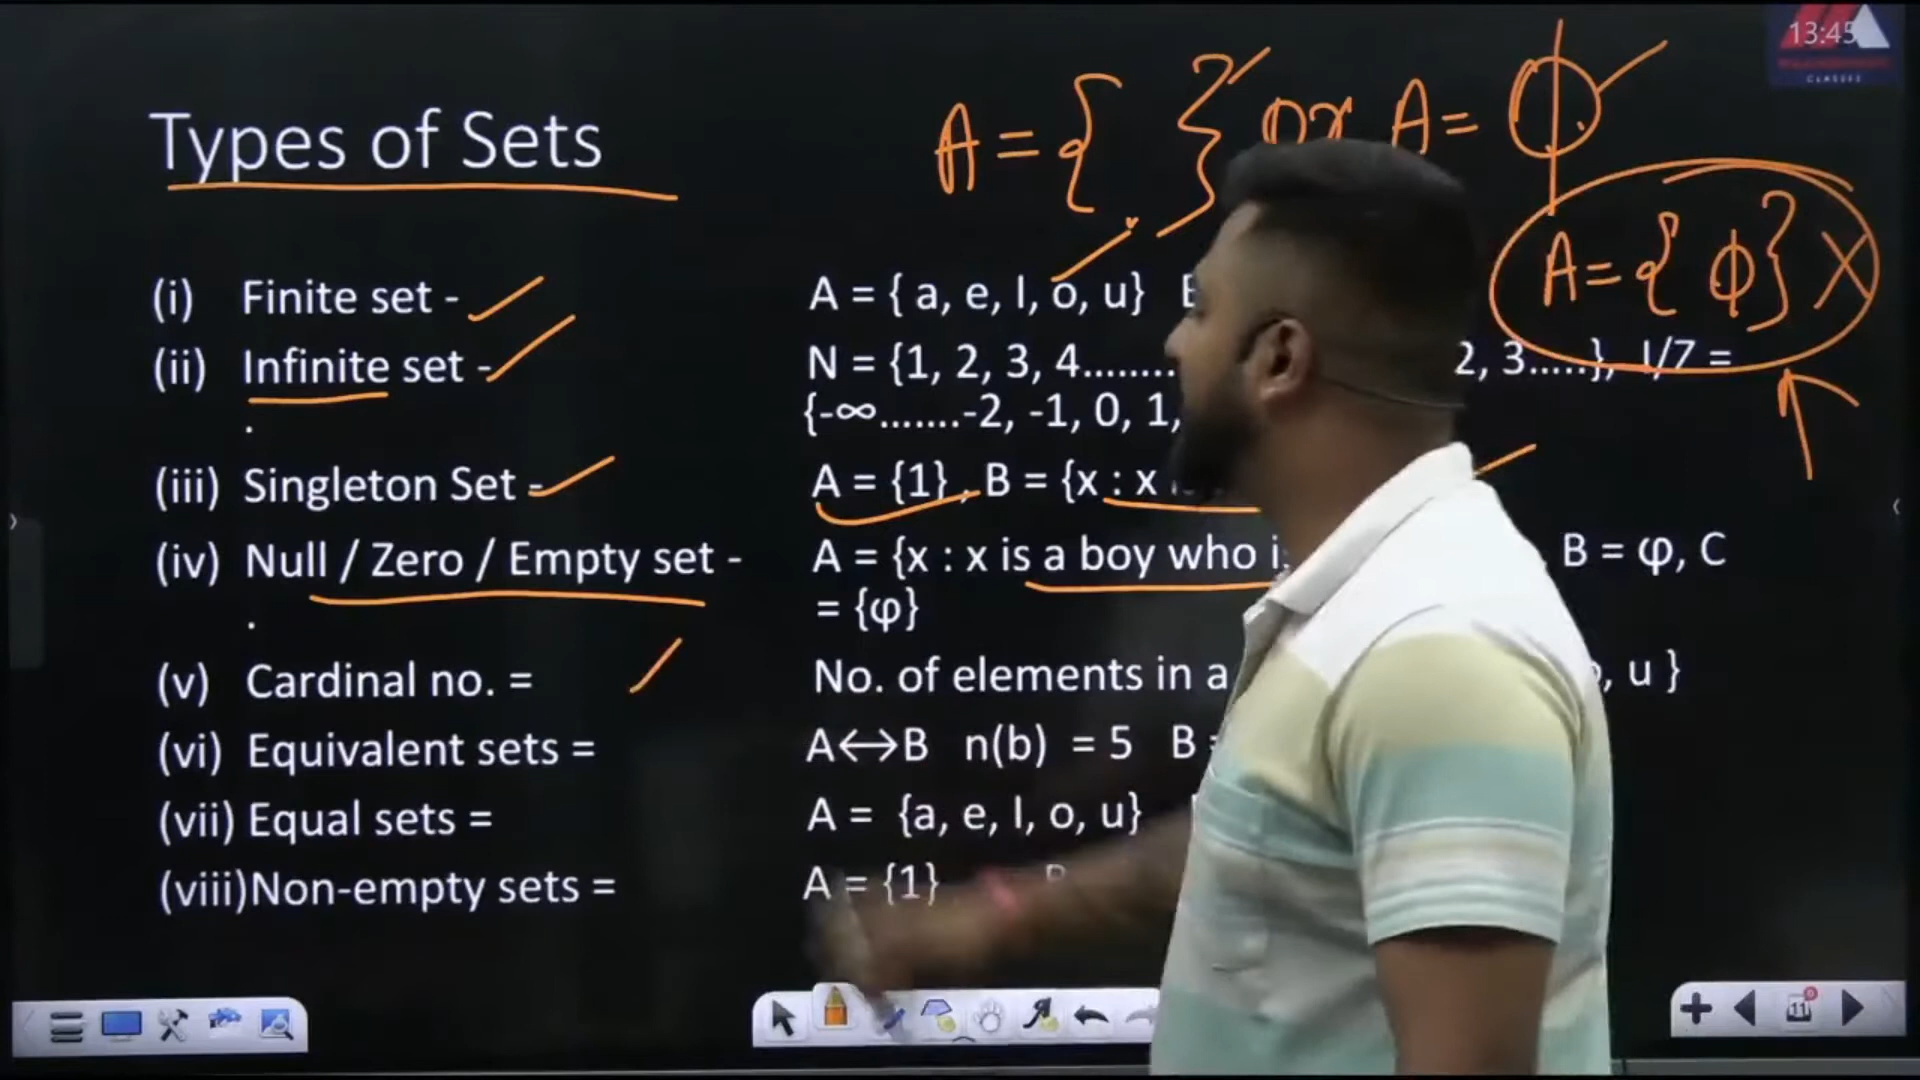 13:45
CLASSES
A = { } or A = ϕ
A = { ϕ } X
Types of Sets
(i) Finite set - A = { a, e, I, o, u}
(ii) Infinite set - N = {1, 2, 3, 4........ 2, 3.....}, I/7 =
. {-∞.......-2, -1, 0, 1,
(iii) Singleton Set - A = {1} , B = {x : x
(iv) Null / Zero / Empty set - A = {x : x is a boy who B = φ, C
. = {φ}
(v) Cardinal no. = No. of elements in a , u }
(vi) Equivalent sets = A↔B n(b) = 5 B
(vii) Equal sets = A = {a, e, I, o, u}
(viii)Non-empty sets = A = {1}
11